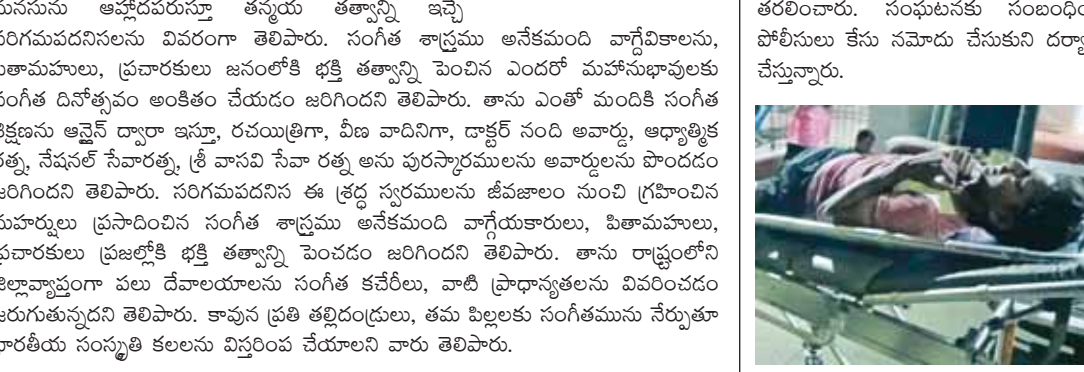 ఆహ్లాదపరుస్తూ తన్మయ తత్వాన్ని ఇచ్చే
సరిగమపదనిసలను వివరంగా తెలిపారు. సంగీత శాస్త్రము అనేకమంది వాగ్దేవికాలను,
పితామహులు, ప్రచారకులు జనంలోకి భక్తి తత్వాన్ని పెంచిన ఎందరో మహానుభావులకు
సంగీత దినోత్సవం అంకితం చేయడం జరిగిందని తెలిపారు. తాను ఎంతో మందికి సంగీత
శిక్షణను ఆన్లైన్ ద్వారా ఇస్తూ, రచయిత్రిగా, వీణ వాదినిగా, డాక్టర్ నంది అవార్డు, ఆధ్యాత్మిక
రత్న, నేషనల్ సేవారత్న, శ్రీ వాసవి సేవా రత్న అను పురస్కారములను అవార్డులను పొందడం
జరిగిందని తెలిపారు. సరిగమపదనిస ఈ శ్రద్ధ స్వరములను జీవజాలం నుంచి గ్రహించిన
మహర్షులు ప్రసాదించిన సంగీత శాస్త్రము అనేకమంది వాగ్గేయకారులు, పితామహులు,
ప్రచారకులు ప్రజల్లోకి భక్తి తత్వాన్ని పెంచడం జరిగిందని తెలిపారు. తాను రాష్ట్రంలోని
జిల్లావ్యాప్తంగా పలు దేవాలయాలను సంగీత కచేరీలు, వాటి ప్రాధాన్యతలను వివరించడం
జరుగుతున్నదని తెలిపారు. కావున ప్రతి తల్లిదండ్రులు, తమ పిల్లలకు సంగీతమును నేర్పుతూ
భారతీయ సంస్కృతి కలలను విస్తరింప చేయాలని వారు తెలిపారు.
తరలించారు. సంఘటనకు
పోలీసులు కేసు నమోదు చేసుకుని
చేస్తున్నారు.